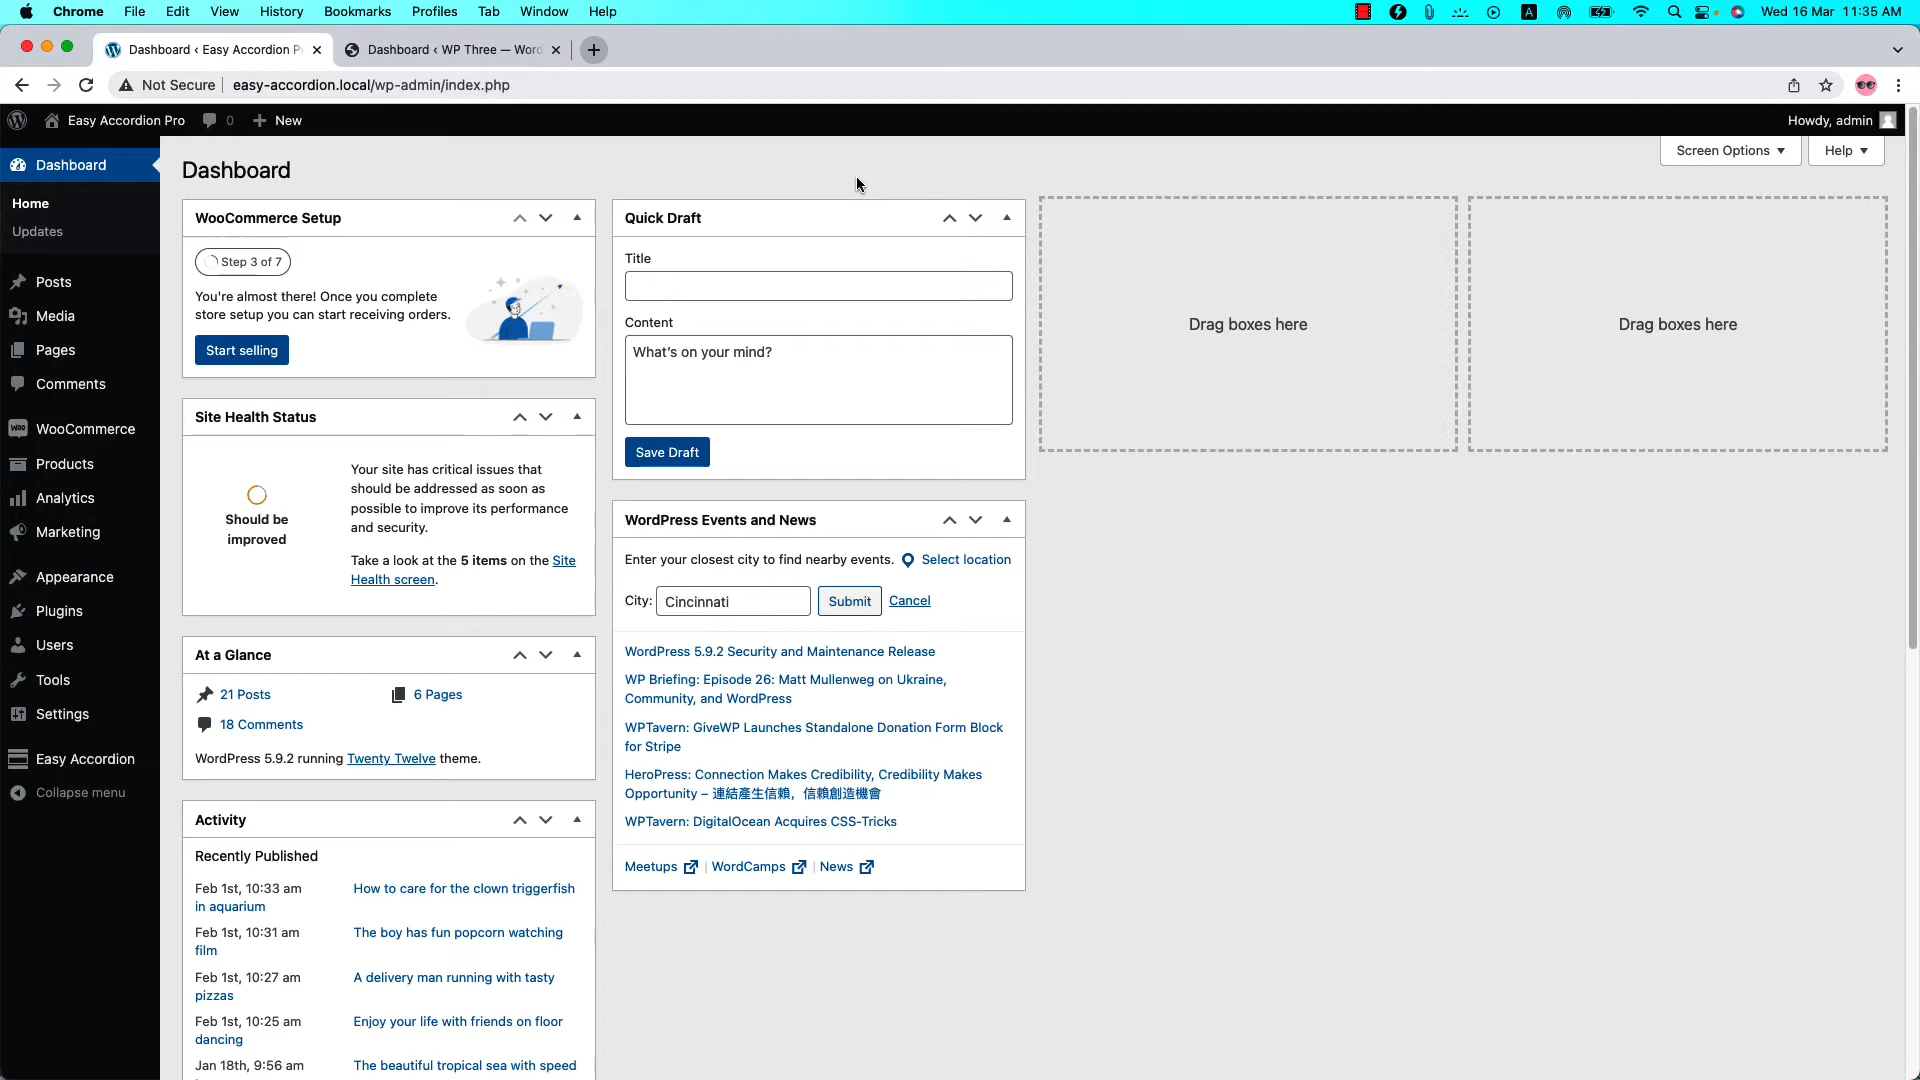 Chrome File Edit View History Bookmarks Profiles Tab Window Help
A Wed 16 Mar 11:35 AM
Dashboard ‹ Easy Accordion P
Dashboard ‹ WP Three — Word
Not Secure easy-accordion.local/wp-admin/index.php
Easy Accordion Pro 0 + New
Howdy, admin
Dashboard
Home
Updates
Posts
Media
Pages
Comments
WooCommerce
Products
Analytics
Marketing
Appearance
Plugins
Users
Tools
Settings
Easy Accordion
Collapse menu
Dashboard
Screen Options
Help
WooCommerce Setup
Step 3 of 7
You're almost there! Once you complete
store setup you can start receiving orders.
Start selling
Site Health Status
Should be
improved
Your site has critical issues that
should be addressed as soon as
possible to improve its performance
and security.
Take a look at the 5 items on the Site
Health screen.
At a Glance
21 Posts
6 Pages
18 Comments
WordPress 5.9.2 running Twenty Twelve theme.
Activity
Recently Published
Feb 1st, 10:33 am How to care for the clown triggerfish
in aquarium
Feb 1st, 10:31 am The boy has fun popcorn watching
film
Feb 1st, 10:27 am A delivery man running with tasty
pizzas
Feb 1st, 10:25 am Enjoy your life with friends on floor
dancing
Jan 18th, 9:56 am The beautiful tropical sea with speed
Quick Draft
Title
Content
What's on your mind?
Save Draft
WordPress Events and News
Enter your closest city to find nearby events. Select location
City: Cincinnati Submit Cancel
WordPress 5.9.2 Security and Maintenance Release
WP Briefing: Episode 26: Matt Mullenweg on Ukraine,
Community, and WordPress
WPTavern: GiveWP Launches Standalone Donation Form Block
for Stripe
HeroPress: Connection Makes Credibility, Credibility Makes
Opportunity – 連結產生信賴，信賴創造機會
WPTavern: DigitalOcean Acquires CSS-Tricks
Meetups | WordCamps | News
Drag boxes here
Drag boxes here